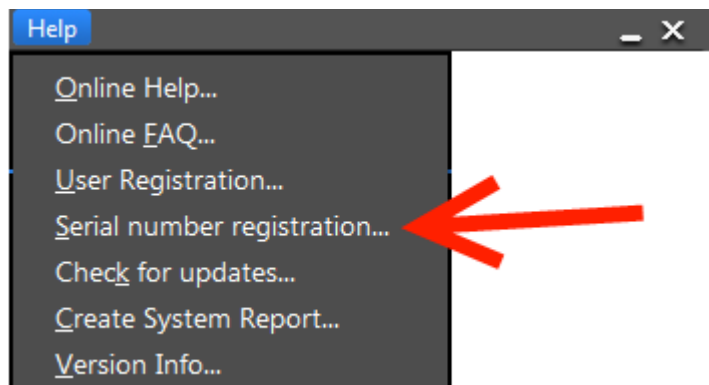 Help
Online Help...
Online FAQ...
User Registration...
Serial number registration...
Check for updates...
Create System Report...
Version Info...